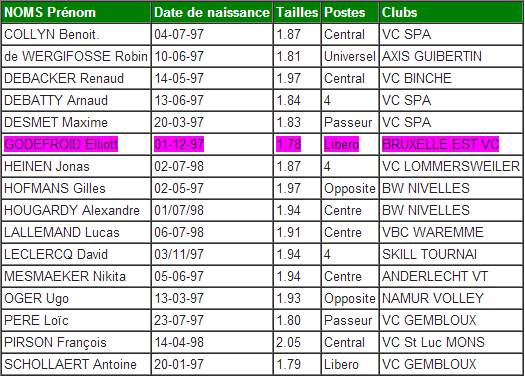 NOMS Prénom Date de naissance Tailles Postes Clubs
COLLYN Benoit. 04-07-97 1.87 Central VC SPA
de WERGIFOSSE Robin 10-06-97 1.81 Universel AXIS GUIBERTIN
DEBACKER Renaud 14-05-97 1.97 Central VC BINCHE
DEBATTY Arnaud 13-06-97 1.84 4 VC SPA
DESMET Maxime 20-03-97 1.83 Passeur VC SPA
GODEFROID Elliott 01-12-97 1.78 Libero BRUXELLE EST VC
HEINEN Jonas 02-07-98 1.87 4 VC LOMMERSWEILER
HOFMANS Gilles 02-05-97 1.97 Opposite BW NIVELLES
HOUGARDY Alexandre 01/07/98 1.94 Centre BW NIVELLES
LALLEMAND Lucas 06-07-98 1.91 Centre VBC WAREMME
LECLERCQ David 03/11/97 1.94 4 SKILL TOURNAI
MESMAEKER Nikita 05-06-97 1.94 Centre ANDERLECHT VT
OGER Ugo 13-03-97 1.93 Opposite NAMUR VOLLEY
PERE Loïc 23-07-97 1.80 Passeur VC GEMBLOUX
PIRSON François 14-04-98 2.05 Central VC St Luc MONS
SCHOLLAERT Antoine 20-01-97 1.79 Libero VC GEMBLOUX